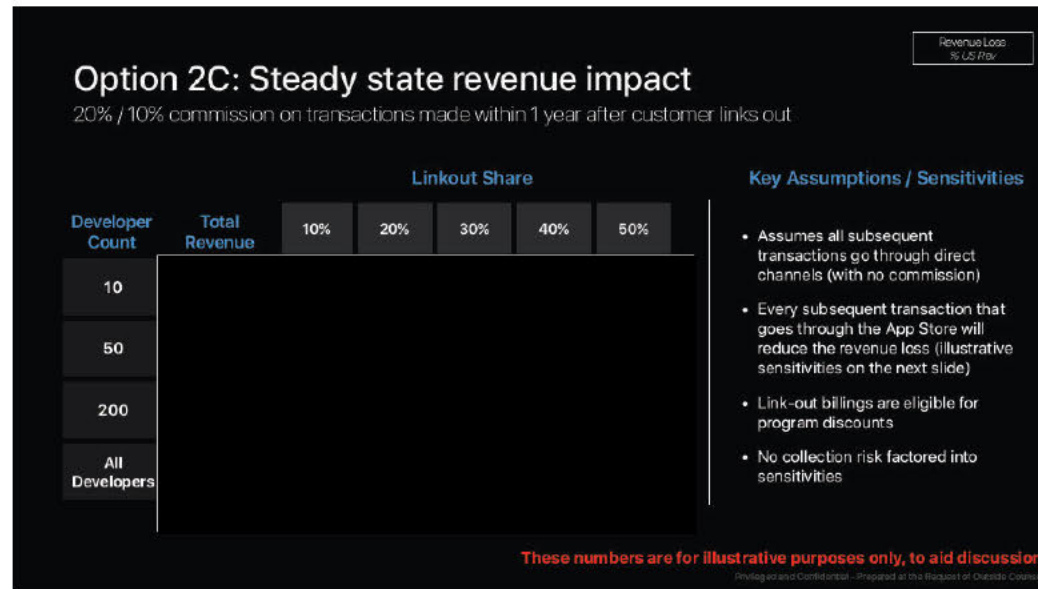 Revenue Loss
% US Rev
Option 2C: Steady state revenue impact
20% / 10% commission on transactions made within 1 year after customer links out
Linkout Share
Developer Count
Total Revenue
10%
20%
30%
40%
50%
10
50
200
All Developers
Key Assumptions / Sensitivities
• Assumes all subsequent
transactions go through direct
channels (with no commission)
• Every subsequent transaction that
goes through the App Store will
reduce the revenue loss (illustrative
sensitivities on the next slide)
• Link-out billings are eligible for
program discounts
• No collection risk factored into
sensitivities
These numbers are for illustrative purposes only, to aid discussion
Privileged and Confidential - Prepared at the Request of Outside Counse